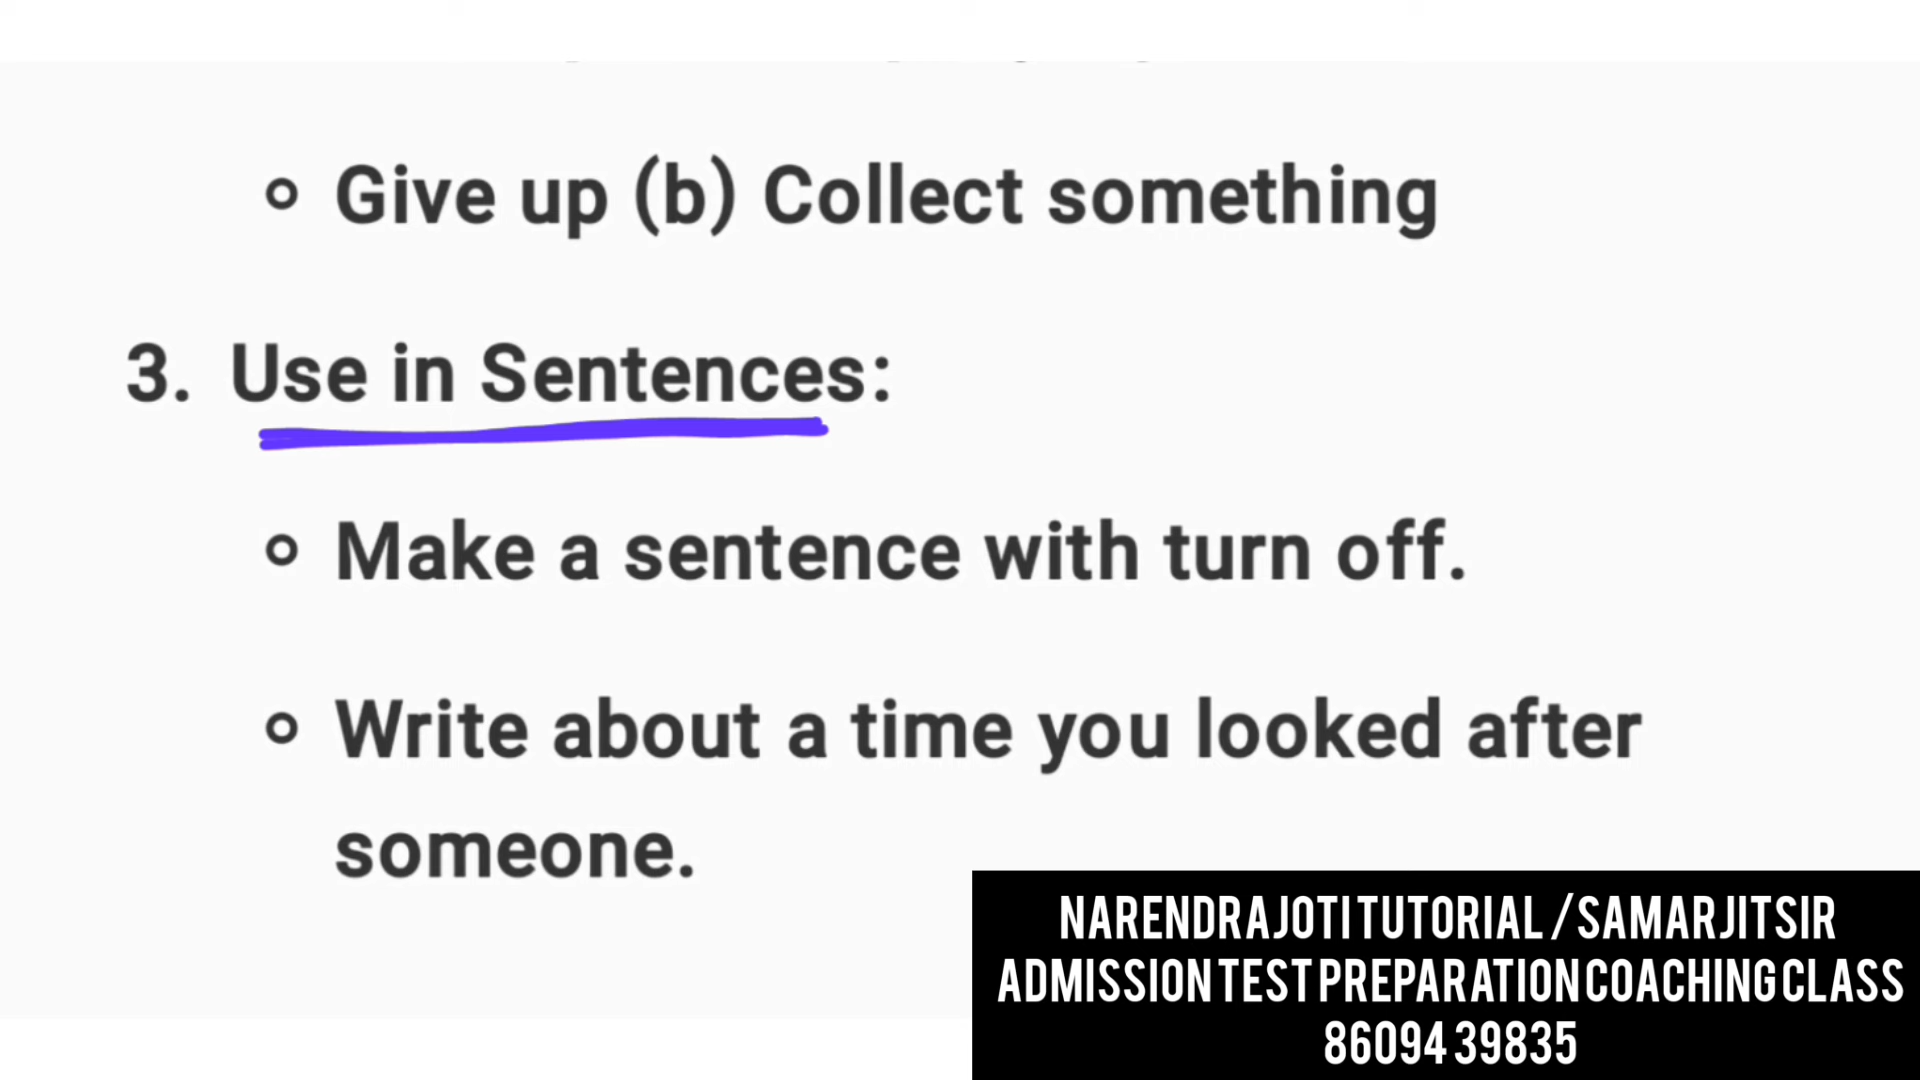 Give up (b) Collect something
3. Use in Sentences:
Make a sentence with turn off.
Write about a time you looked after
someone.
NARENDRAJOTI TUTORIAL / SAMARJIT SIR
ADMISSION TEST PREPARATION COACHING CLASS
86094 39835